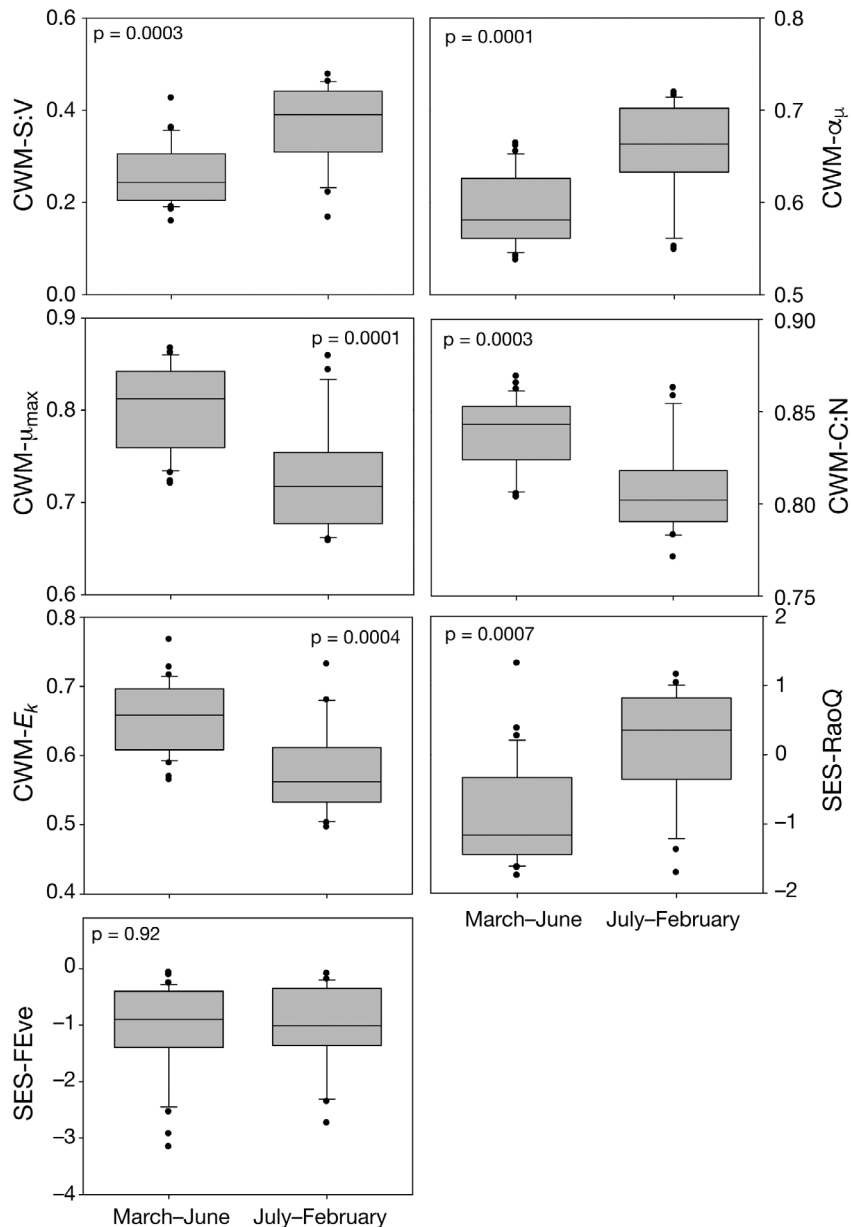 0.6
p = 0.0003
0.4
0.2
0.0
CWM-S:V
p = 0.0001
0.8
0.7
0.6
0.5
CWM-αμ
0.9
p = 0.0001
0.8
0.7
0.6
CWM-μmax
p = 0.0003
0.90
0.85
0.80
0.75
CWM-C:N
0.8
p = 0.0004
0.7
0.6
0.5
0.4
CWM-Ek
p = 0.0007
2
1
0
–1
–2
SES-RaoQ
March–June July–February
p = 0.92
0
–1
–2
–3
–4
SES-FEve
March–June July–February